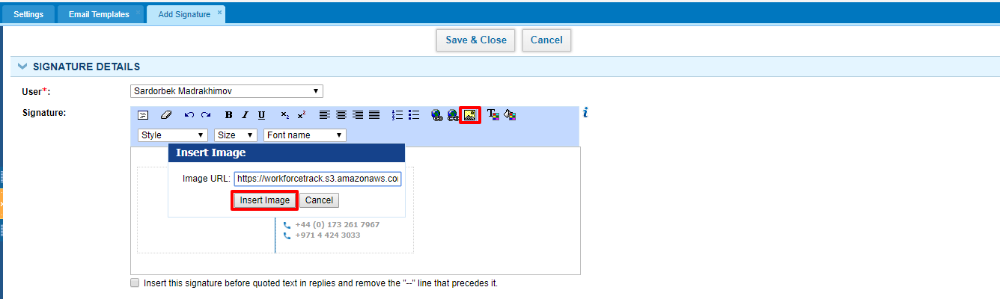 Settings Email Templates Add Signature
Save & Close Cancel
SIGNATURE DETAILS
User*: Sardorbek Madrakhimov
Signature:
B I U x₂ x²
Style Size Font name
Insert Image
Image URL: https://workforcetrack.s3.amazonaws.co
Insert Image Cancel
+44 (0) 173 261 7967
+971 4 424 3033
Insert this signature before quoted text in replies and remove the "--" line that precedes it.